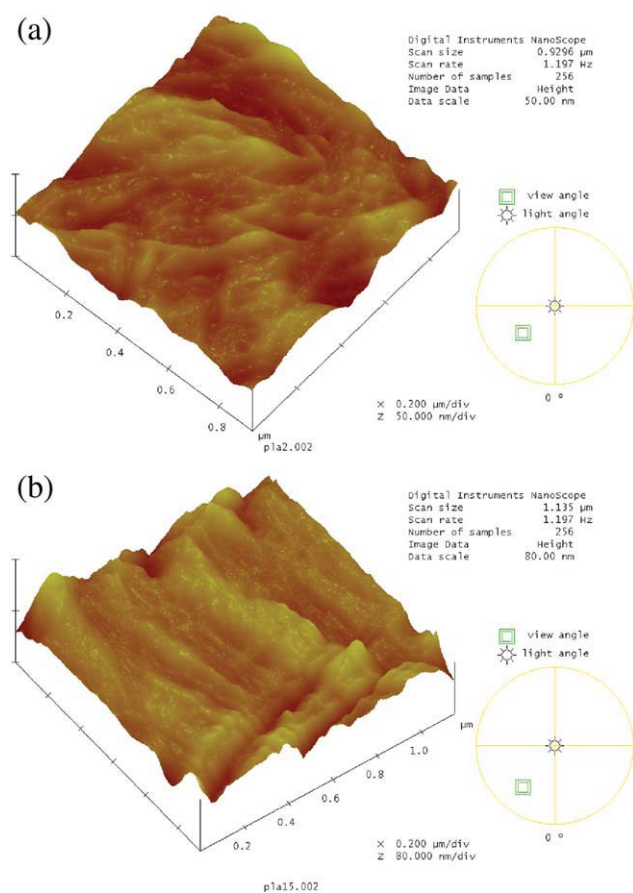 (a)
Digital Instruments NanoScope
Scan size 0.9296 µm
Scan rate 1.197 Hz
Number of samples 256
Image Data Height
Data scale 50.00 nm
view angle
light angle
0.2
0.4
0.6
0.8
µm
0 º
X 0.200 µm/div
Z 50.000 nm/div
pla2.002
(b)
Digital Instruments NanoScope
Scan size 1.135 µm
Scan rate 1.197 Hz
Number of samples 256
Image Data Height
Data scale 80.00 nm
view angle
light angle
µm
1.0
0.8
0.6
0.4
0.2
0 º
X 0.200 µm/div
Z 80.000 nm/div
pla15.002